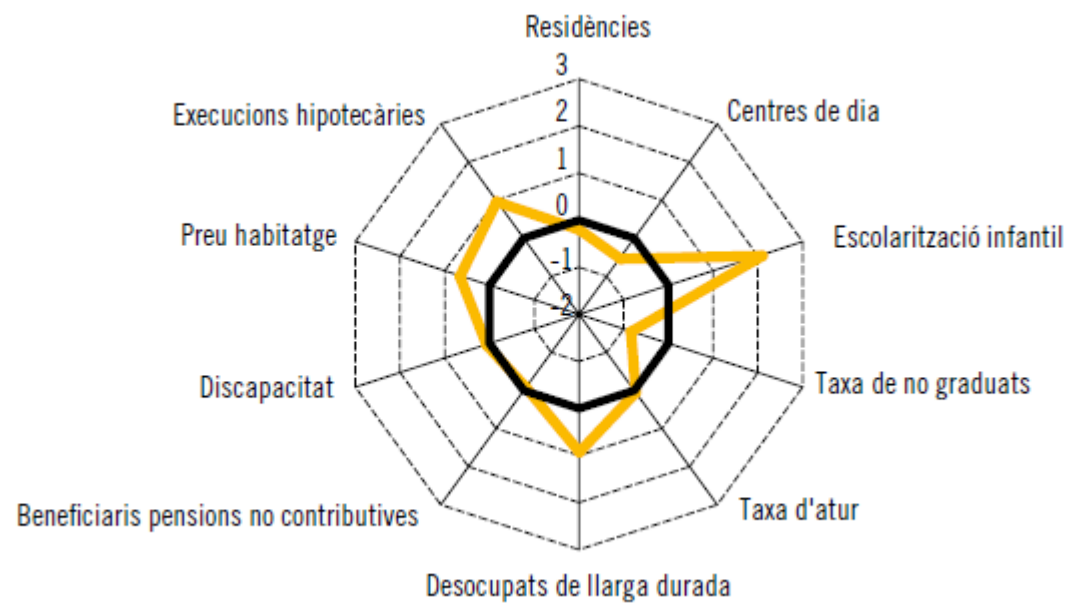 Residències
3
Execucions hipotecàries
Centres de dia
2
1
0
Preu habitatge
Escolarització infantil
-1
-2
Discapacitat
Taxa de no graduats
Beneficiaris pensions no contributives
Taxa d'atur
Desocupats de llarga durada